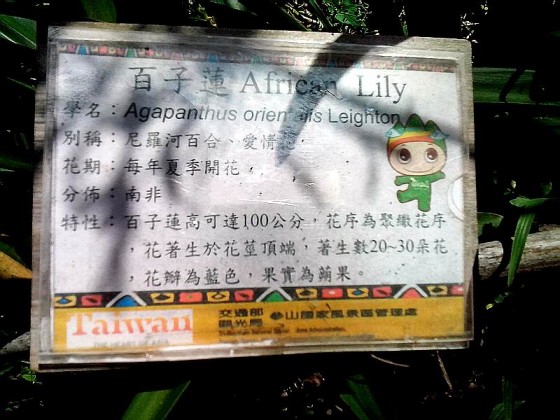 百子蓮 African Lily
學名：Agapanthus orientalis Leighton
別稱：尼羅河百合、愛情花
花期：每年夏季開花，
分佈：南非
特性：百子蓮高可達100公分，花序為聚繖花序
，花著生於花莖頂端，著生數20~30朵花
，花瓣為藍色，果實為蒴果。
Taiwan
THE HEART OF ASIA
交通部
觀光局
山國家風景區管理處